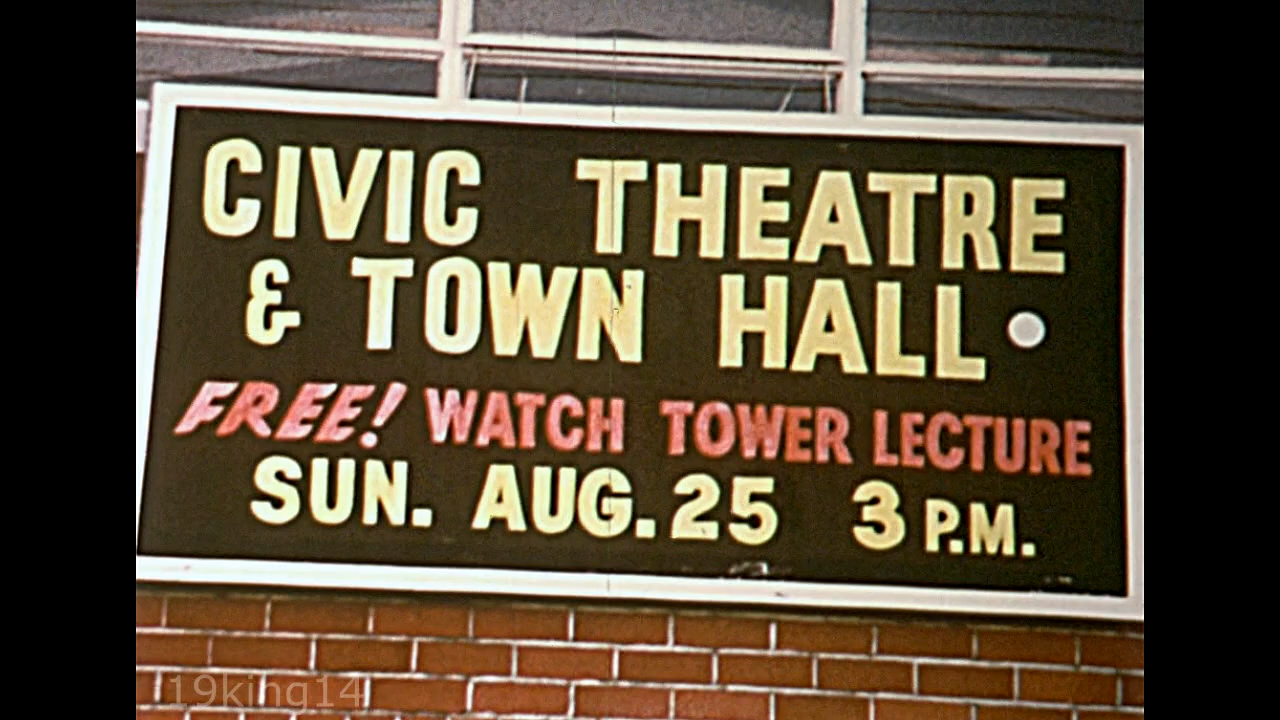 CIVIC THEATRE
& TOWN HALL
FREE! WATCH TOWER LECTURE
SUN. AUG. 25 3 P.M.
19king14